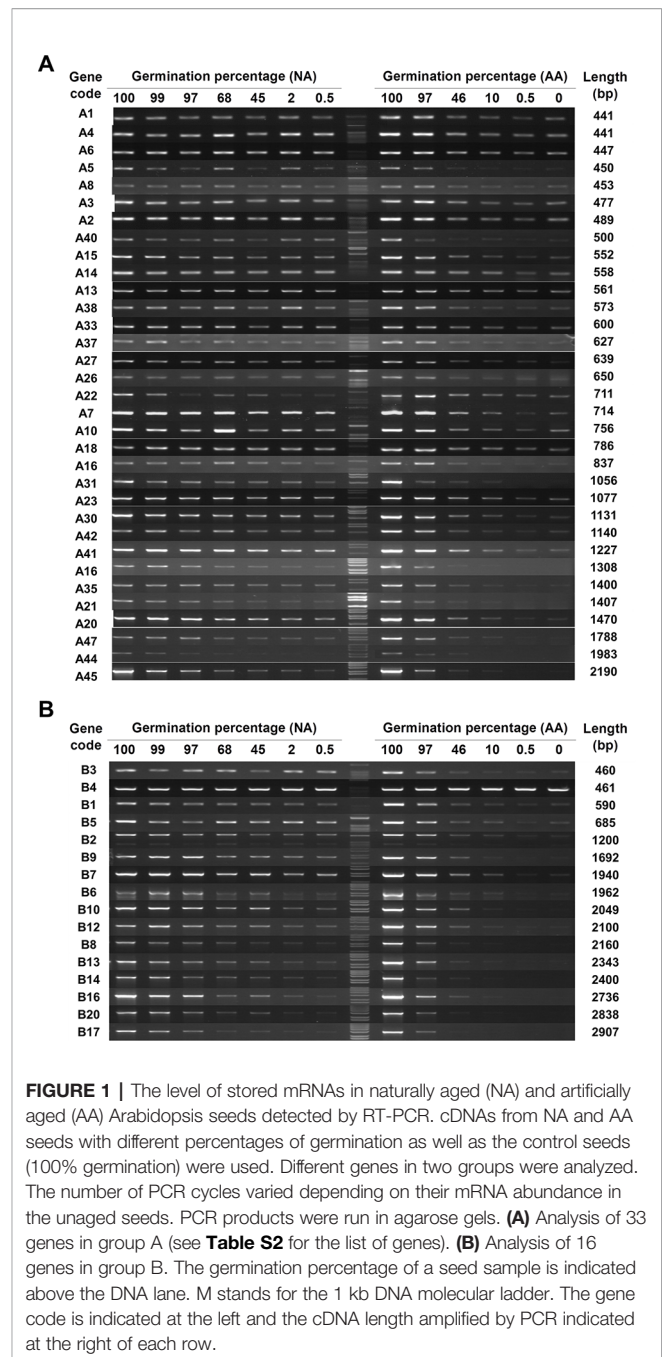 A
Gene code Germination percentage (NA) Germination percentage (AA) Length (bp)
100 99 97 68 45 2 0.5 100 97 46 10 0.5 0
A1 441
A4 441
A6 447
A5 450
A8 453
A3 477
A2 489
A40 500
A15 552
A14 558
A13 561
A38 573
A33 600
A37 627
A27 639
A26 650
A22 711
A7 714
A10 756
A18 786
A16 837
A31 1056
A23 1077
A30 1131
A42 1140
A41 1227
A16 1308
A35 1400
A21 1407
A20 1470
A47 1788
A44 1983
A45 2190
B
Gene code Germination percentage (NA) Germination percentage (AA) Length (bp)
100 99 97 68 45 2 0.5 100 97 46 10 0.5 0
B3 460
B4 461
B1 590
B5 685
B2 1200
B9 1692
B7 1940
B6 1962
B10 2049
B12 2100
B8 2160
B13 2343
B14 2400
B16 2736
B20 2838
B17 2907
FIGURE 1 | The level of stored mRNAs in naturally aged (NA) and artificially
aged (AA) Arabidopsis seeds detected by RT-PCR. cDNAs from NA and AA
seeds with different percentages of germination as well as the control seeds
(100% germination) were used. Different genes in two groups were analyzed.
The number of PCR cycles varied depending on their mRNA abundance in
the unaged seeds. PCR products were run in agarose gels. (A) Analysis of 33
genes in group A (see Table S2 for the list of genes). (B) Analysis of 16
genes in group B. The germination percentage of a seed sample is indicated
above the DNA lane. M stands for the 1 kb DNA molecular ladder. The gene
code is indicated at the left and the cDNA length amplified by PCR indicated
at the right of each row.